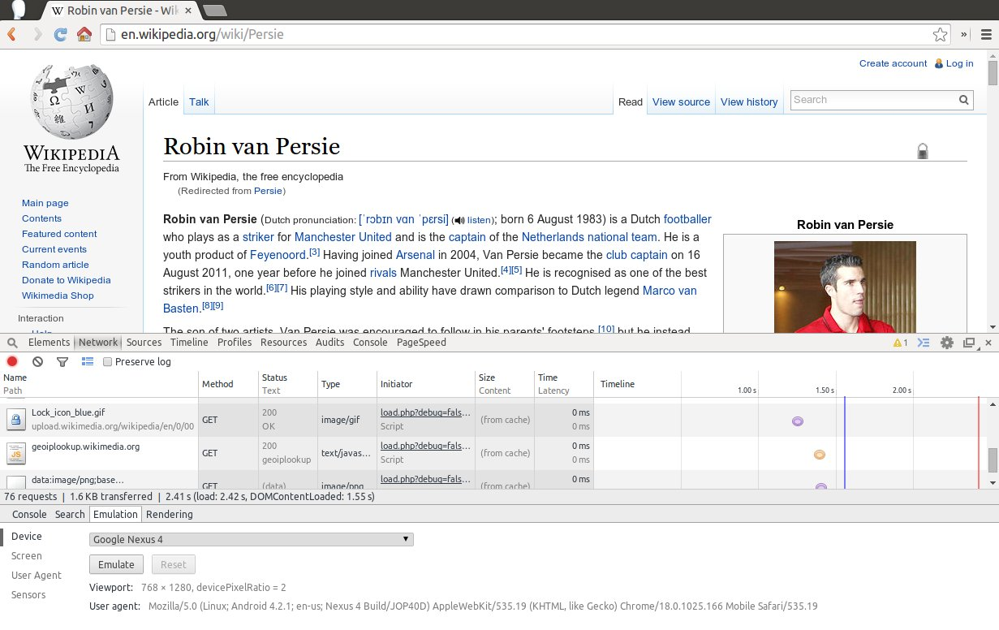 W Robin van Persie - Wik ×
en.wikipedia.org/wiki/Persie »
Create account Log in
Article Talk Read View source View history Search
Robin van Persie
From Wikipedia, the free encyclopedia
(Redirected from Persie)
WIKIPEDIA
The Free Encyclopedia
Main page
Contents
Featured content
Current events
Random article
Donate to Wikipedia
Wikimedia Shop
Interaction
Help
Robin van Persie (Dutch pronunciation: [ˈrɔbɪn vɑn ˈpɛrsi] (listen); born 6 August 1983) is a Dutch footballer
who plays as a striker for Manchester United and is the captain of the Netherlands national team. He is a
youth product of Feyenoord.[3] Having joined Arsenal in 2004, Van Persie became the club captain on 16
August 2011, one year before he joined rivals Manchester United.[4][5] He is recognised as one of the best
strikers in the world.[6][7] His playing style and ability have drawn comparison to Dutch legend Marco van
Basten.[8][9]
The son of two artists, Van Persie was encouraged to follow in his parents' footsteps,[10] but he instead
Robin van Persie
Elements Network Sources Timeline Profiles Resources Audits Console PageSpeed 1 ×
Preserve log
Name Method Status Type Initiator Size Time Timeline
Path Text Content Latency 1.00 s 1.50 s 2.00 s
Lock_icon_blue.gif GET 200 image/gif load.php?debug=fals… (from cache) 0 ms
upload.wikimedia.org/wikipedia/en/0/00 OK Script 0 ms
geoiplookup.wikimedia.org GET 200 text/javas… load.php?debug=fals… (from cache) 0 ms
geoiplookup Script 0 ms
data:image/png;base… GET (data) image/png load.php?debug=fals… (from cache) 0 ms
76 requests | 1.6 KB transferred | 2.41 s (load: 2.42 s, DOMContentLoaded: 1.55 s)
Console Search Emulation Rendering
Device
Screen
User Agent
Sensors
Google Nexus 4
Emulate Reset
Viewport: 768 × 1280, devicePixelRatio = 2
User agent: Mozilla/5.0 (Linux; Android 4.2.1; en-us; Nexus 4 Build/JOP40D) AppleWebKit/535.19 (KHTML, like Gecko) Chrome/18.0.1025.166 Mobile Safari/535.19